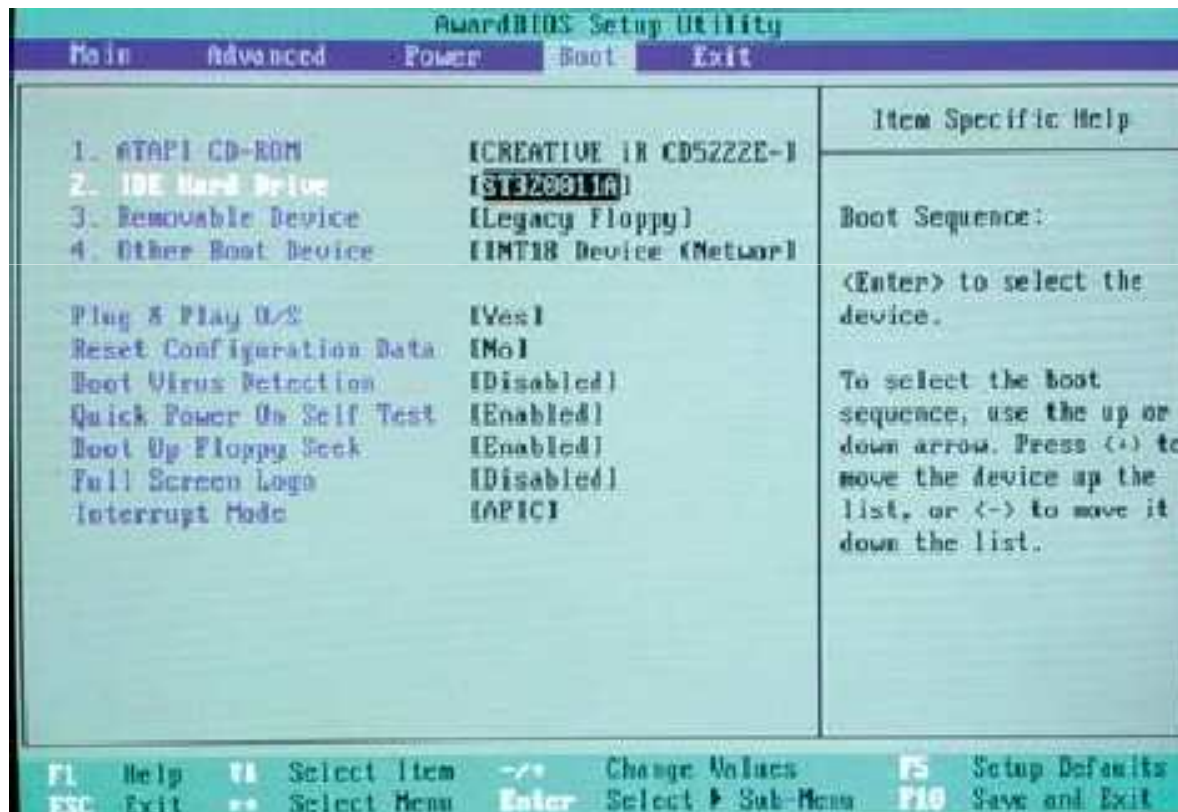 AwardBIOS Setup Utility
Main Advanced Power Boot Exit
1. ATAPI CD-ROM [CREATIVE CD5222E-]
2. IDE Hard Drive [ST320011A]
3. Removable Device [Legacy Floppy]
4. Other Boot Device [INT18 Device (Networ]
Plug & Play O/S [Yes]
Reset Configuration Data [No]
Boot Virus Detection [Disabled]
Quick Power On Self Test [Enabled]
Boot Up Floppy Seek [Enabled]
Full Screen Logo [Disabled]
Interrupt Mode [APIC]
Item Specific Help
Boot Sequence:
<Enter> to select the
device.
To select the boot
sequence, use the up or
down arrow. Press <+> to
move the device up the
list, or <-> to move it
down the list.
F1 Help ↑↓ Select Item -/+ Change Values F5 Setup Defaults
ESC Exit Select Menu Enter Select ▶ Sub-Menu F10 Save and Exit